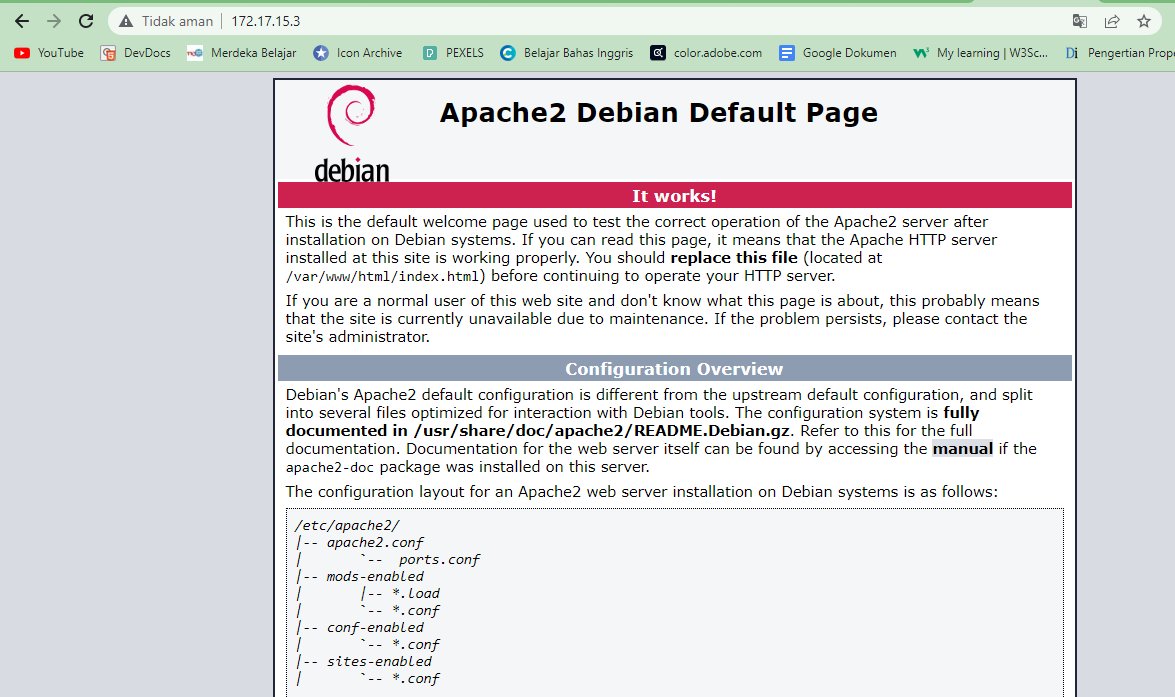 Tidak aman | 172.17.15.3
YouTube DevDocs Merdeka Belajar Icon Archive PEXELS Belajar Bahas Inggris color.adobe.com Google Dokumen My learning | W3Sc... Pengertian Prope
debian
Apache2 Debian Default Page
It works!
This is the default welcome page used to test the correct operation of the Apache2 server after
installation on Debian systems. If you can read this page, it means that the Apache HTTP server
installed at this site is working properly. You should replace this file (located at
/var/www/html/index.html) before continuing to operate your HTTP server.
If you are a normal user of this web site and don't know what this page is about, this probably means
that the site is currently unavailable due to maintenance. If the problem persists, please contact the
site's administrator.
Configuration Overview
Debian's Apache2 default configuration is different from the upstream default configuration, and split
into several files optimized for interaction with Debian tools. The configuration system is fully
documented in /usr/share/doc/apache2/README.Debian.gz. Refer to this for the full
documentation. Documentation for the web server itself can be found by accessing the manual if the
apache2-doc package was installed on this server.
The configuration layout for an Apache2 web server installation on Debian systems is as follows:
/etc/apache2/
|-- apache2.conf
|       `--  ports.conf
|-- mods-enabled
|       |-- *.load
|       `-- *.conf
|-- conf-enabled
|       `-- *.conf
|-- sites-enabled
|       `-- *.conf